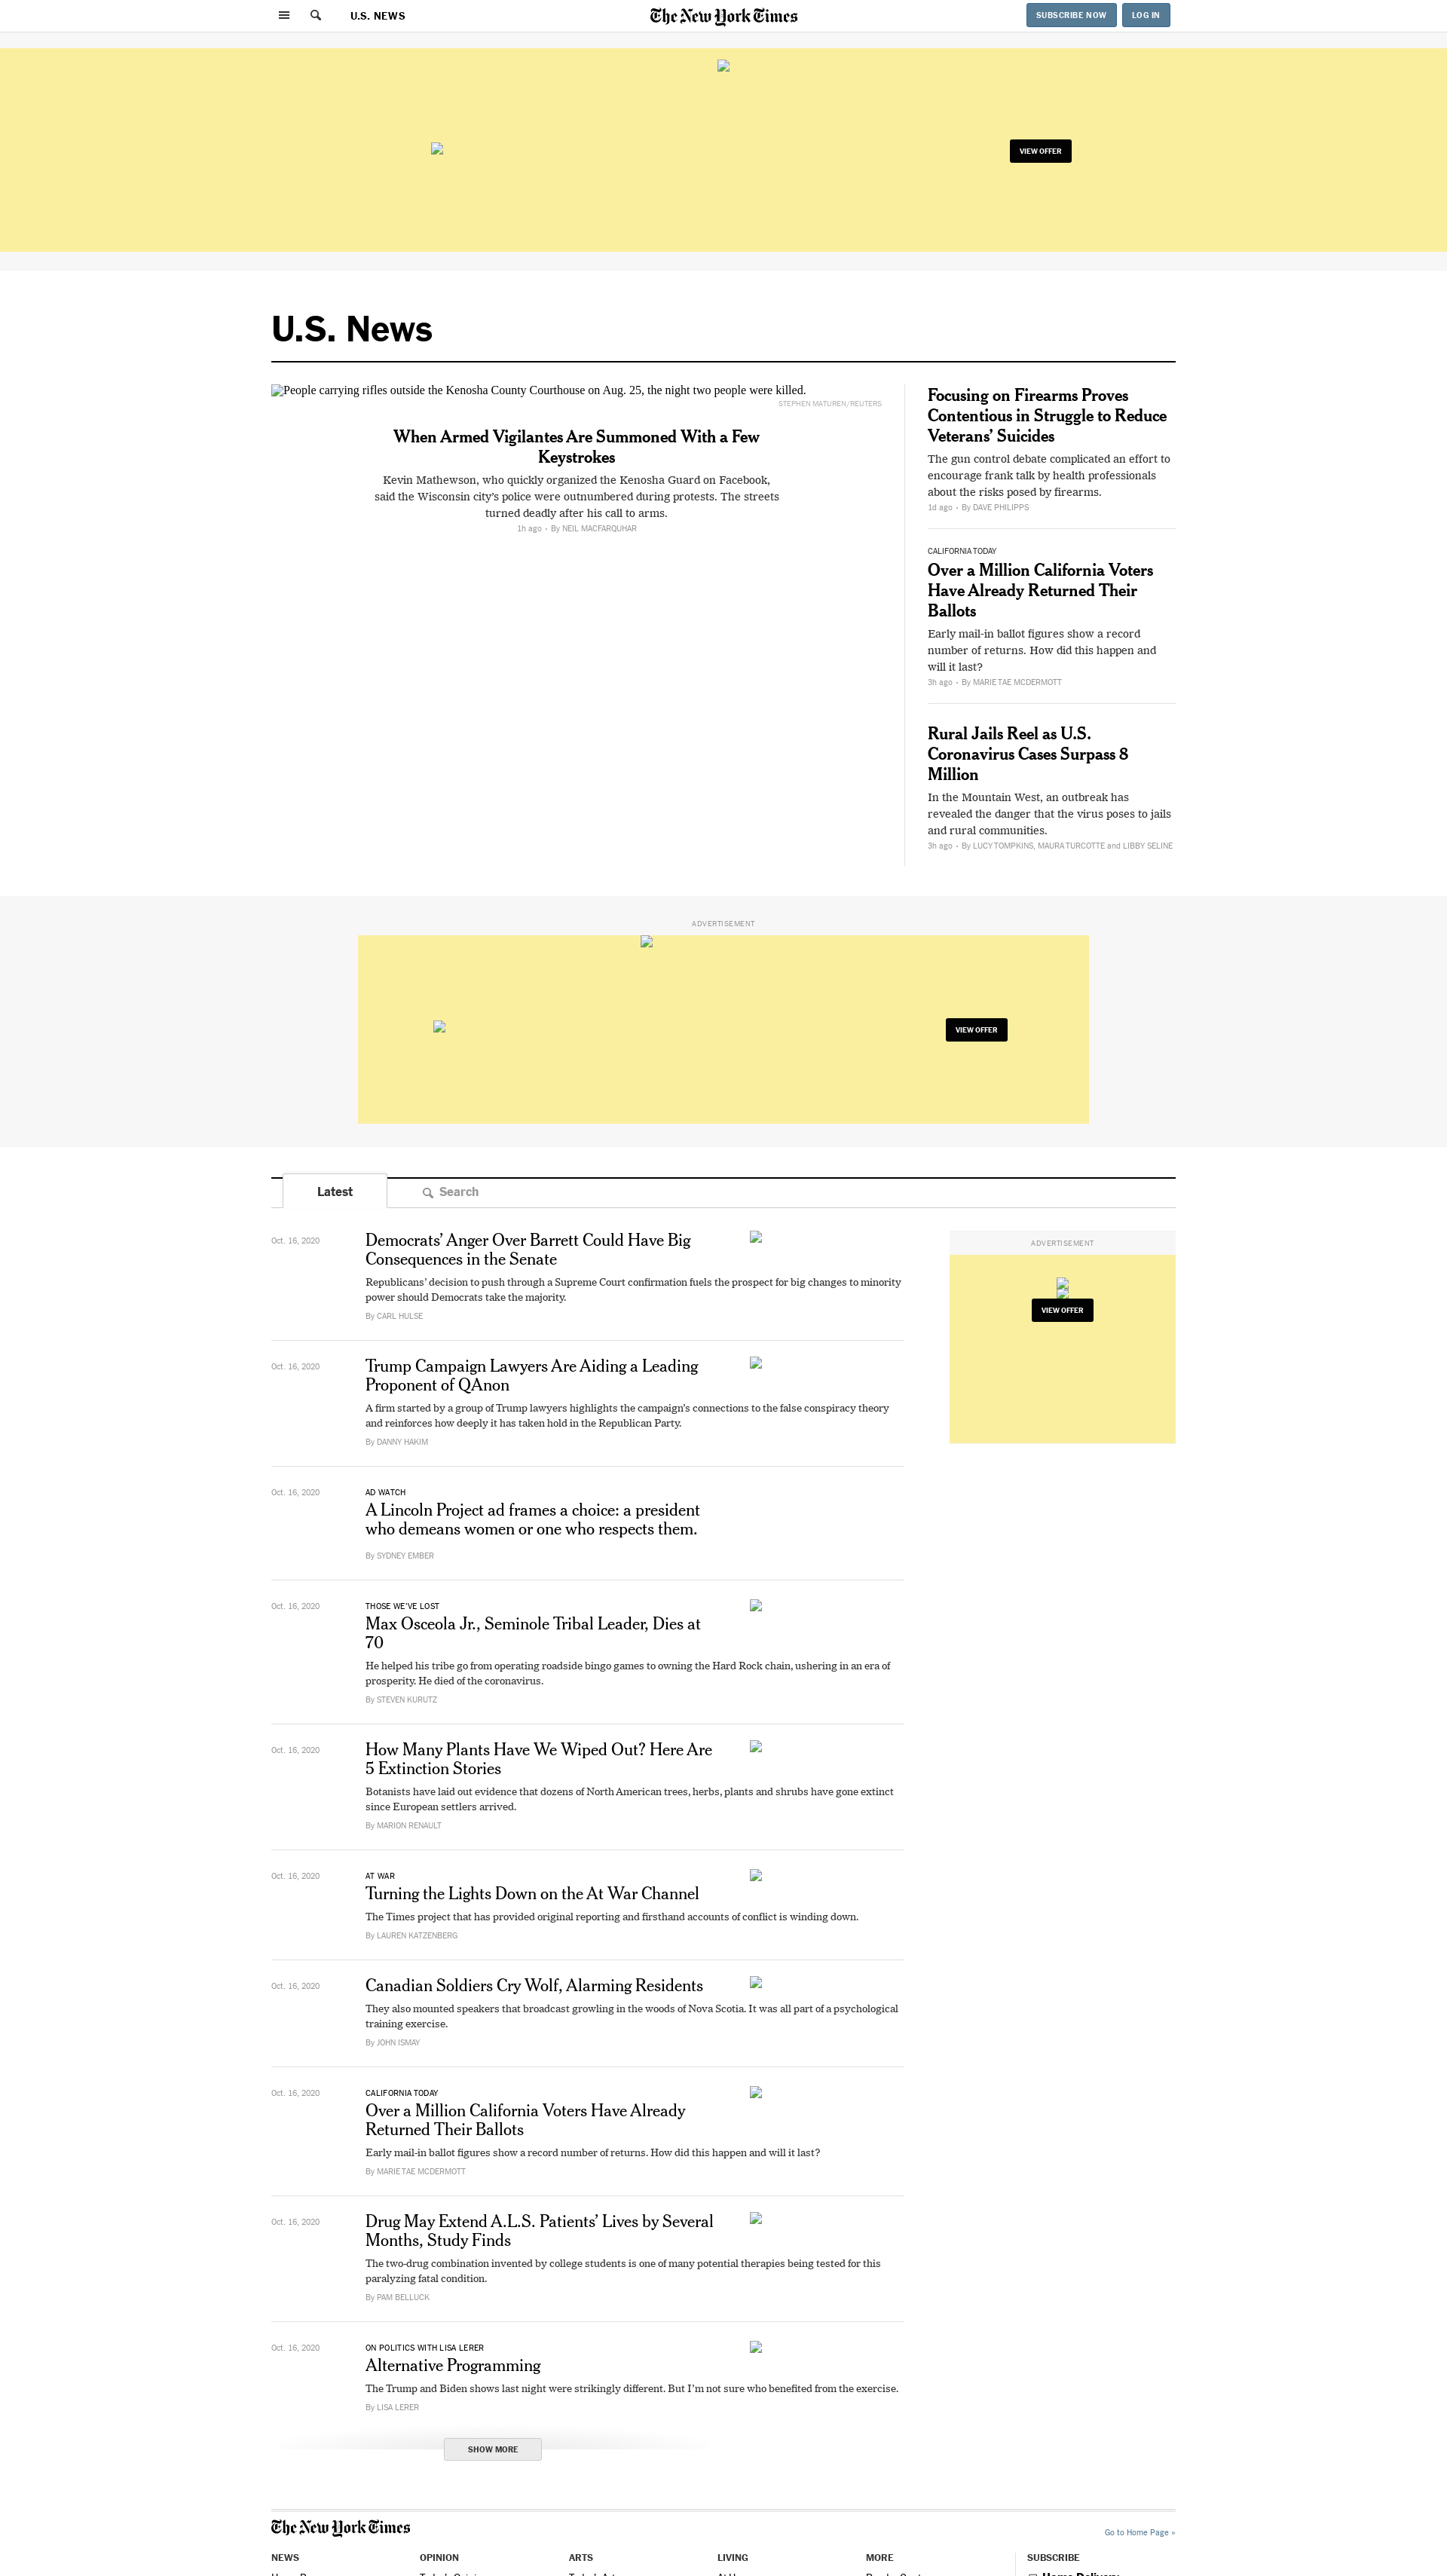 U.S. NEWS
The New York Times
SUBSCRIBE NOW
LOG IN
VIEW OFFER
U.S. News
People carrying rifles outside the Kenosha County Courthouse on Aug. 25, the night two people were killed.
STEPHEN MATUREN/REUTERS
When Armed Vigilantes Are Summoned With a Few
Keystrokes
Kevin Mathewson, who quickly organized the Kenosha Guard on Facebook,
said the Wisconsin city's police were outnumbered during protests. The streets
turned deadly after his call to arms.
1h ago • By NEIL MACFARQUHAR
Focusing on Firearms Proves
Contentious in Struggle to Reduce
Veterans' Suicides
The gun control debate complicated an effort to
encourage frank talk by health professionals
about the risks posed by firearms.
1d ago • By DAVE PHILIPPS
CALIFORNIA TODAY
Over a Million California Voters
Have Already Returned Their
Ballots
Early mail-in ballot figures show a record
number of returns. How did this happen and
will it last?
3h ago • By MARIE TAE MCDERMOTT
Rural Jails Reel as U.S.
Coronavirus Cases Surpass 8
Million
In the Mountain West, an outbreak has
revealed the danger that the virus poses to jails
and rural communities.
3h ago • By LUCY TOMPKINS, MAURA TURCOTTE and LIBBY SELINE
ADVERTISEMENT
VIEW OFFER
Latest
Search
Oct. 16, 2020
Democrats' Anger Over Barrett Could Have Big
Consequences in the Senate
Republicans' decision to push through a Supreme Court confirmation fuels the prospect for big changes to minority
power should Democrats take the majority.
By CARL HULSE
ADVERTISEMENT
VIEW OFFER
Oct. 16, 2020
Trump Campaign Lawyers Are Aiding a Leading
Proponent of QAnon
A firm started by a group of Trump lawyers highlights the campaign's connections to the false conspiracy theory
and reinforces how deeply it has taken hold in the Republican Party.
By DANNY HAKIM
Oct. 16, 2020
AD WATCH
A Lincoln Project ad frames a choice: a president
who demeans women or one who respects them.
By SYDNEY EMBER
Oct. 16, 2020
THOSE WE'VE LOST
Max Osceola Jr., Seminole Tribal Leader, Dies at
70
He helped his tribe go from operating roadside bingo games to owning the Hard Rock chain, ushering in an era of
prosperity. He died of the coronavirus.
By STEVEN KURUTZ
Oct. 16, 2020
How Many Plants Have We Wiped Out? Here Are
5 Extinction Stories
Botanists have laid out evidence that dozens of North American trees, herbs, plants and shrubs have gone extinct
since European settlers arrived.
By MARION RENAULT
Oct. 16, 2020
AT WAR
Turning the Lights Down on the At War Channel
The Times project that has provided original reporting and firsthand accounts of conflict is winding down.
By LAUREN KATZENBERG
Oct. 16, 2020
Canadian Soldiers Cry Wolf, Alarming Residents
They also mounted speakers that broadcast growling in the woods of Nova Scotia. It was all part of a psychological
training exercise.
By JOHN ISMAY
Oct. 16, 2020
CALIFORNIA TODAY
Over a Million California Voters Have Already
Returned Their Ballots
Early mail-in ballot figures show a record number of returns. How did this happen and will it last?
By MARIE TAE MCDERMOTT
Oct. 16, 2020
Drug May Extend A.L.S. Patients' Lives by Several
Months, Study Finds
The two-drug combination invented by college students is one of many potential therapies being tested for this
paralyzing fatal condition.
By PAM BELLUCK
Oct. 16, 2020
ON POLITICS WITH LISA LERER
Alternative Programming
The Trump and Biden shows last night were strikingly different. But I'm not sure who benefited from the exercise.
By LISA LERER
SHOW MORE
The New York Times
Go to Home Page »
NEWS
OPINION
ARTS
LIVING
MORE
SUBSCRIBE